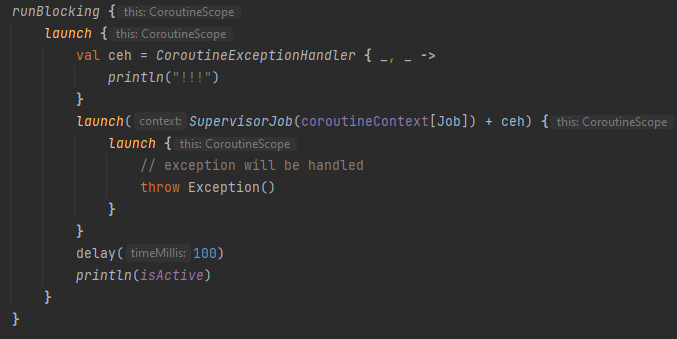 runBlocking { this: CoroutineScope
launch { this: CoroutineScope
val ceh = CoroutineExceptionHandler { _, _ ->
println("!!!")
}
launch( context: SupervisorJob(coroutineContext[Job]) + ceh) { this: CoroutineScope
launch { this: CoroutineScope
// exception will be handled
throw Exception()
}
}
delay( timeMillis: 100)
println(isActive)
}
}